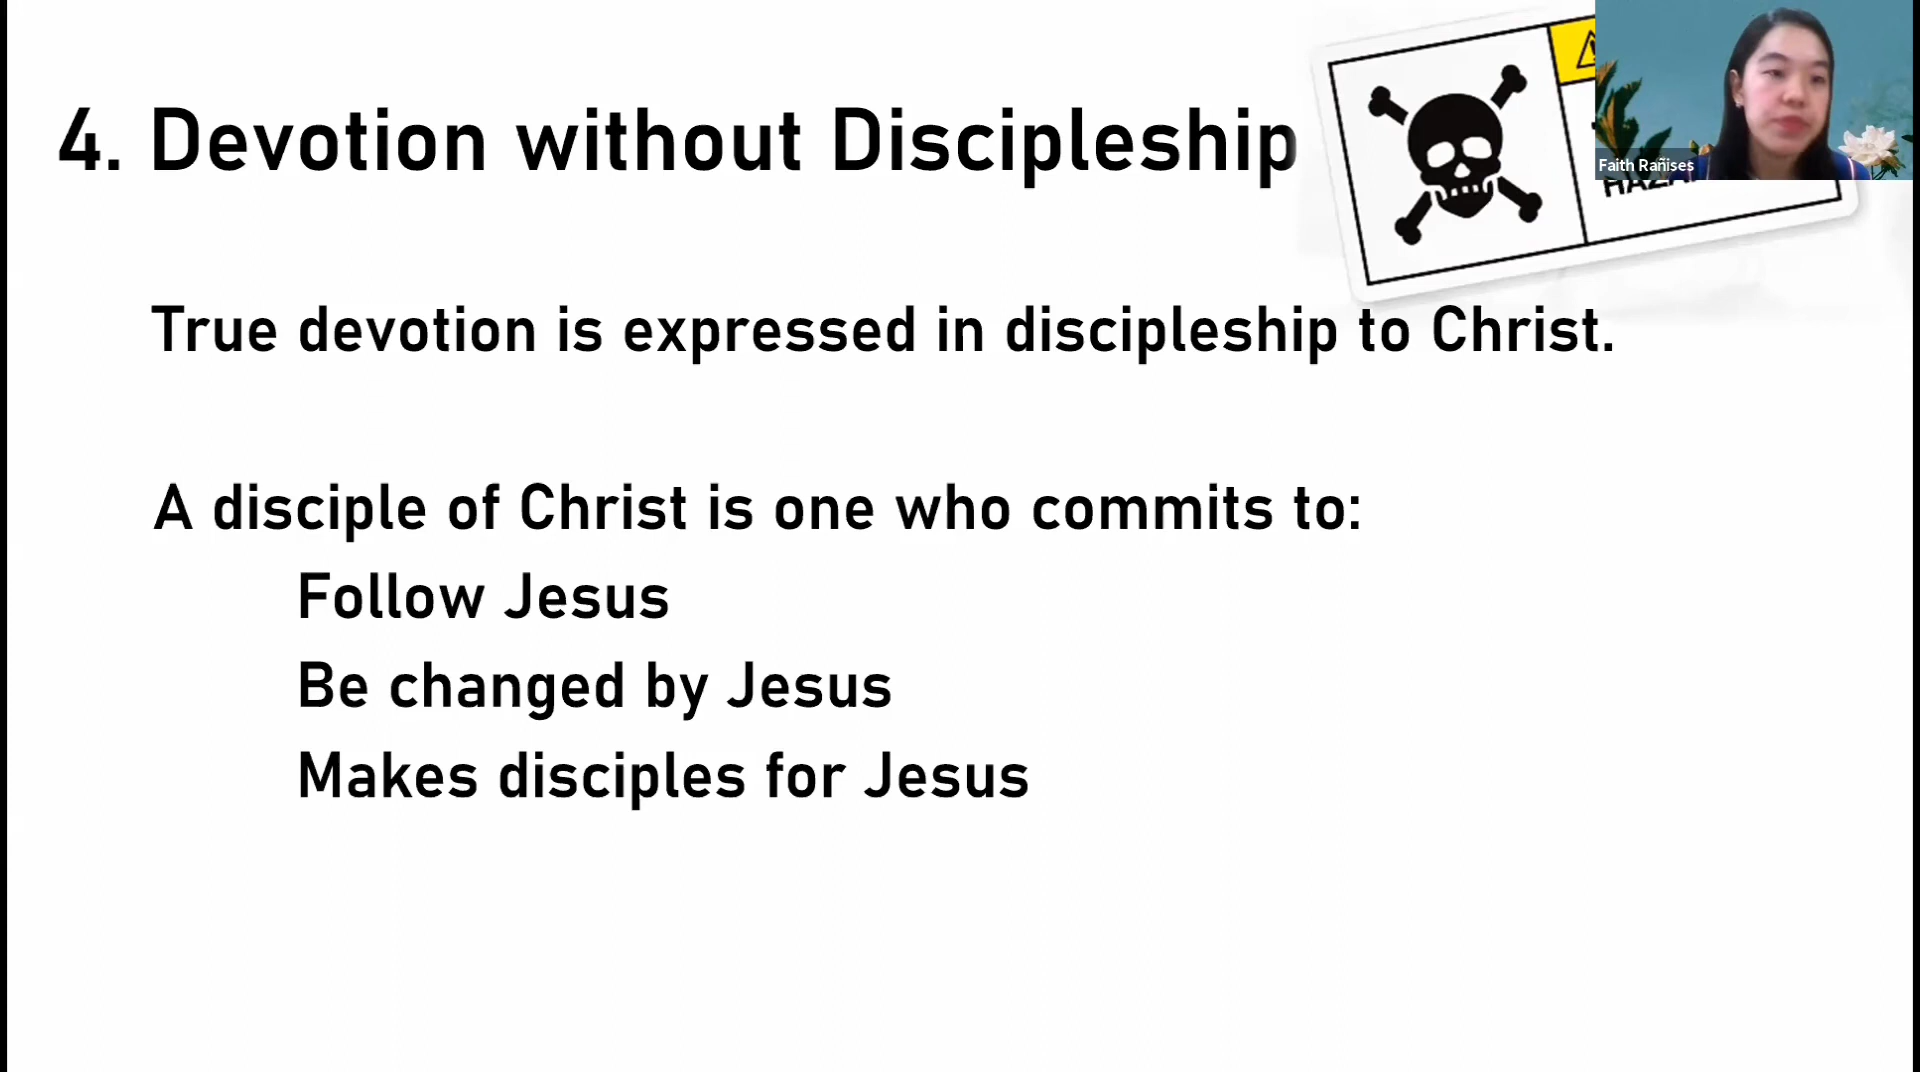 4. Devotion without Discipleship
Faith Rañises
True devotion is expressed in discipleship to Christ.
A disciple of Christ is one who commits to:
Follow Jesus
Be changed by Jesus
Makes disciples for Jesus